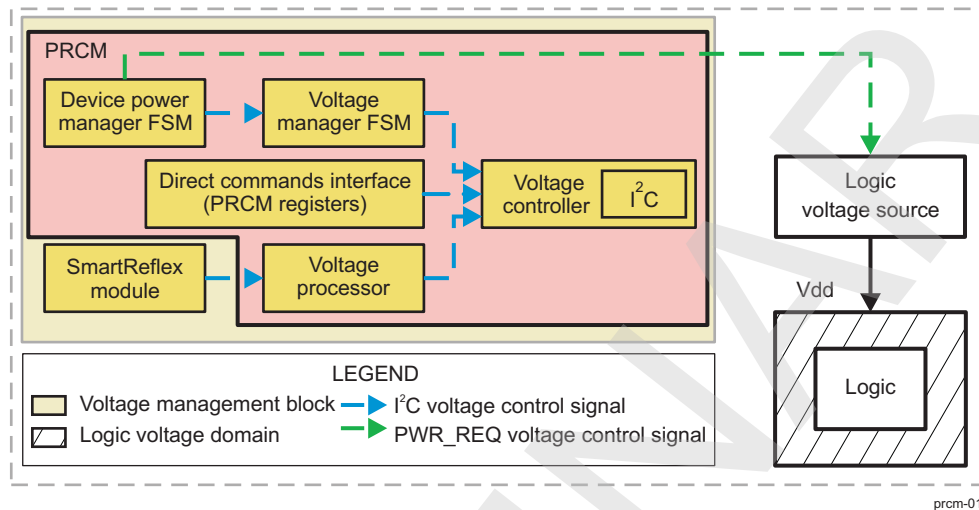 PRCM
Device power
manager FSM
Voltage
manager FSM
Direct commands interface
(PRCM registers)
Voltage
controller
I²C
SmartReflex
module
Voltage
processor
Logic
voltage source
Vdd
Logic
LEGEND
Voltage management block
I²C voltage control signal
Logic voltage domain
PWR_REQ voltage control signal